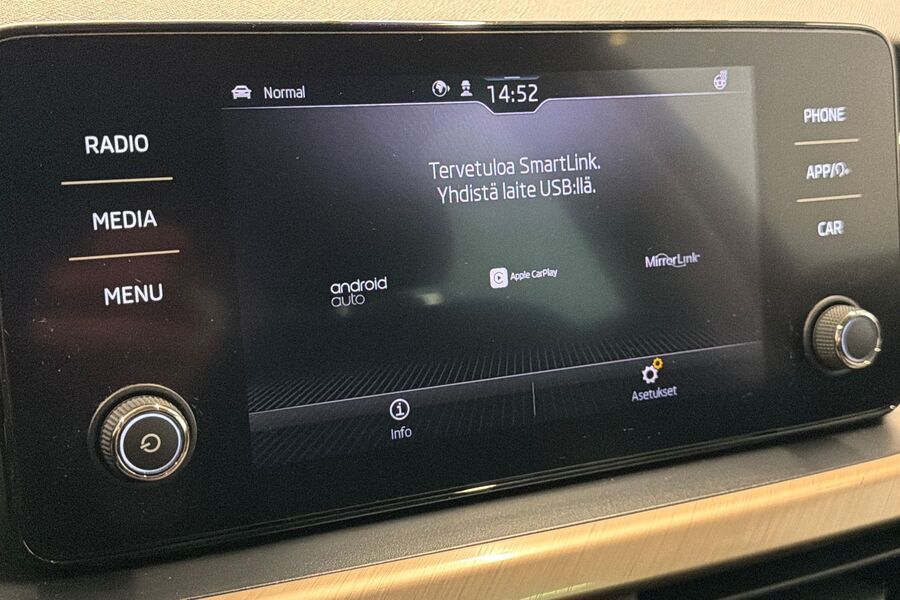 Normal
14:52
RADIO
MEDIA
MENU
Tervetuloa SmartLink.
Yhdistä laite USB:llä.
android
auto
Apple CarPlay
MirrorLink
Info
Asetukset
PHONE
APP/
CAR